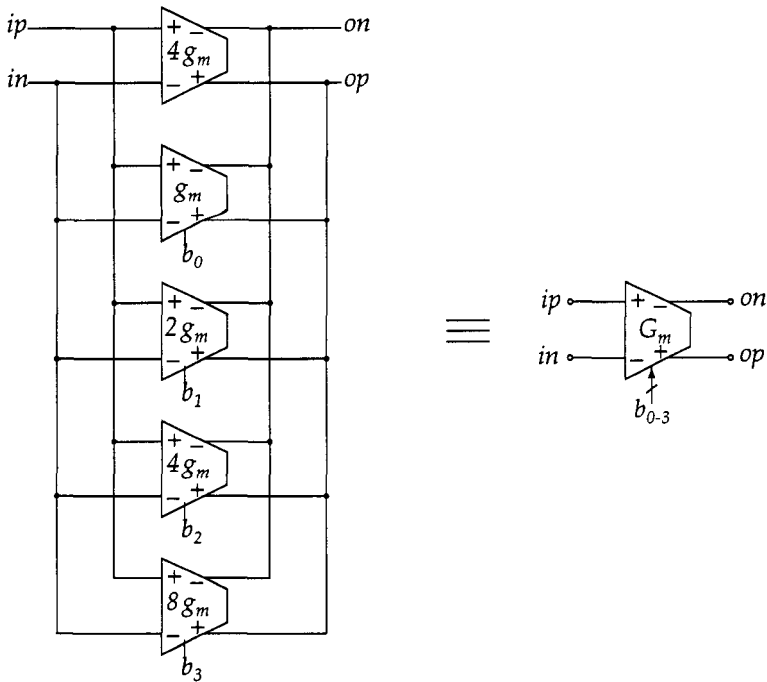 ip + − on
4gm
in − + op
+ −
gm
− +
b0
+ −
2gm
− +
b1
+ −
4gm
− +
b2
+ −
8gm
− +
b3
≡
ip + − on
Gm
in − + op
b0-3